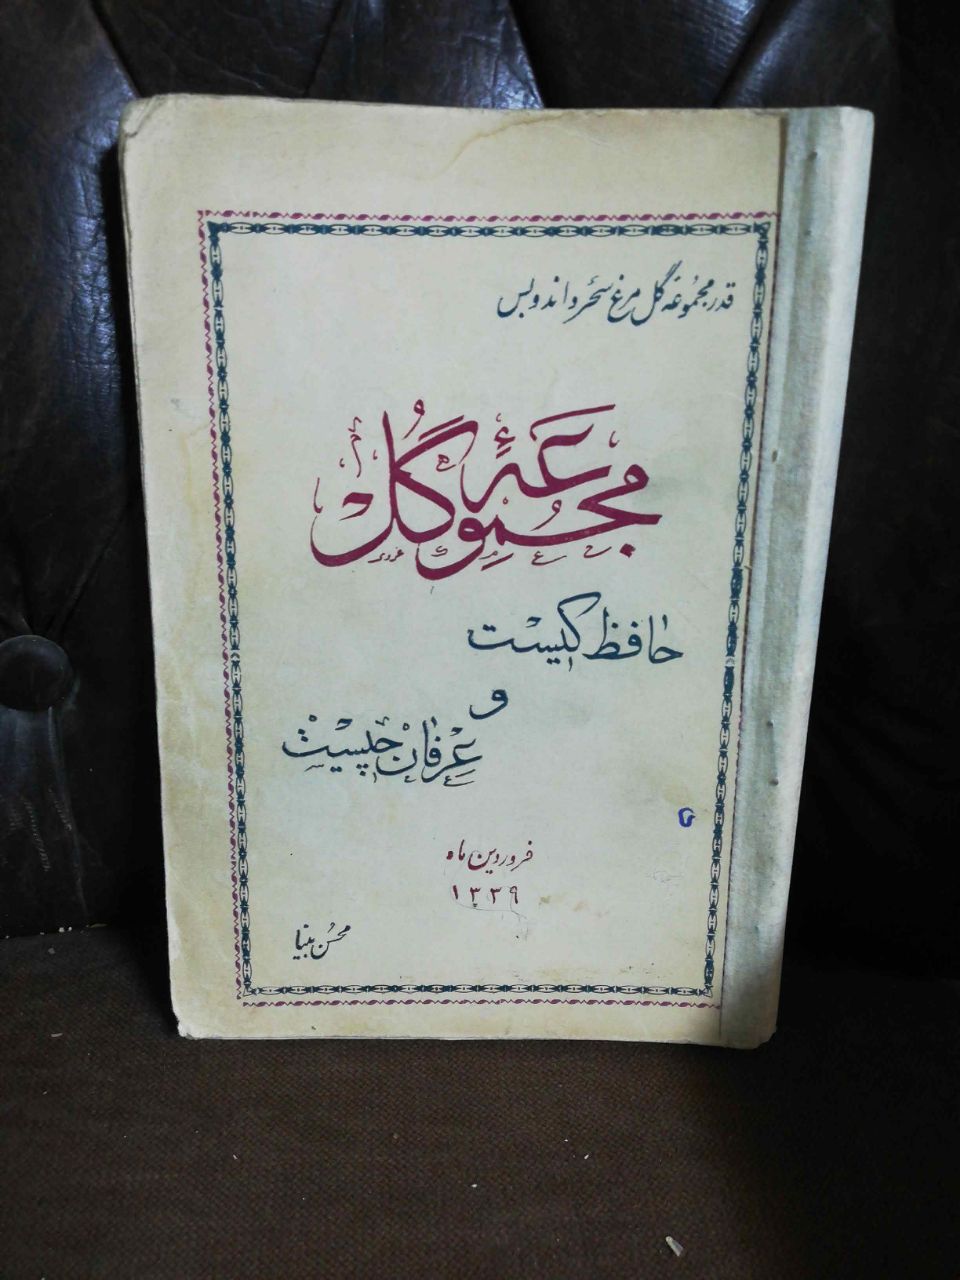 قدر مجموعهٔ گل مرغ سحر داند و بس
مجموعهٔ گل
حافظ کیست
و
عرفان چیست
فروردین ماه
۱۳۳۹
محسن بینا